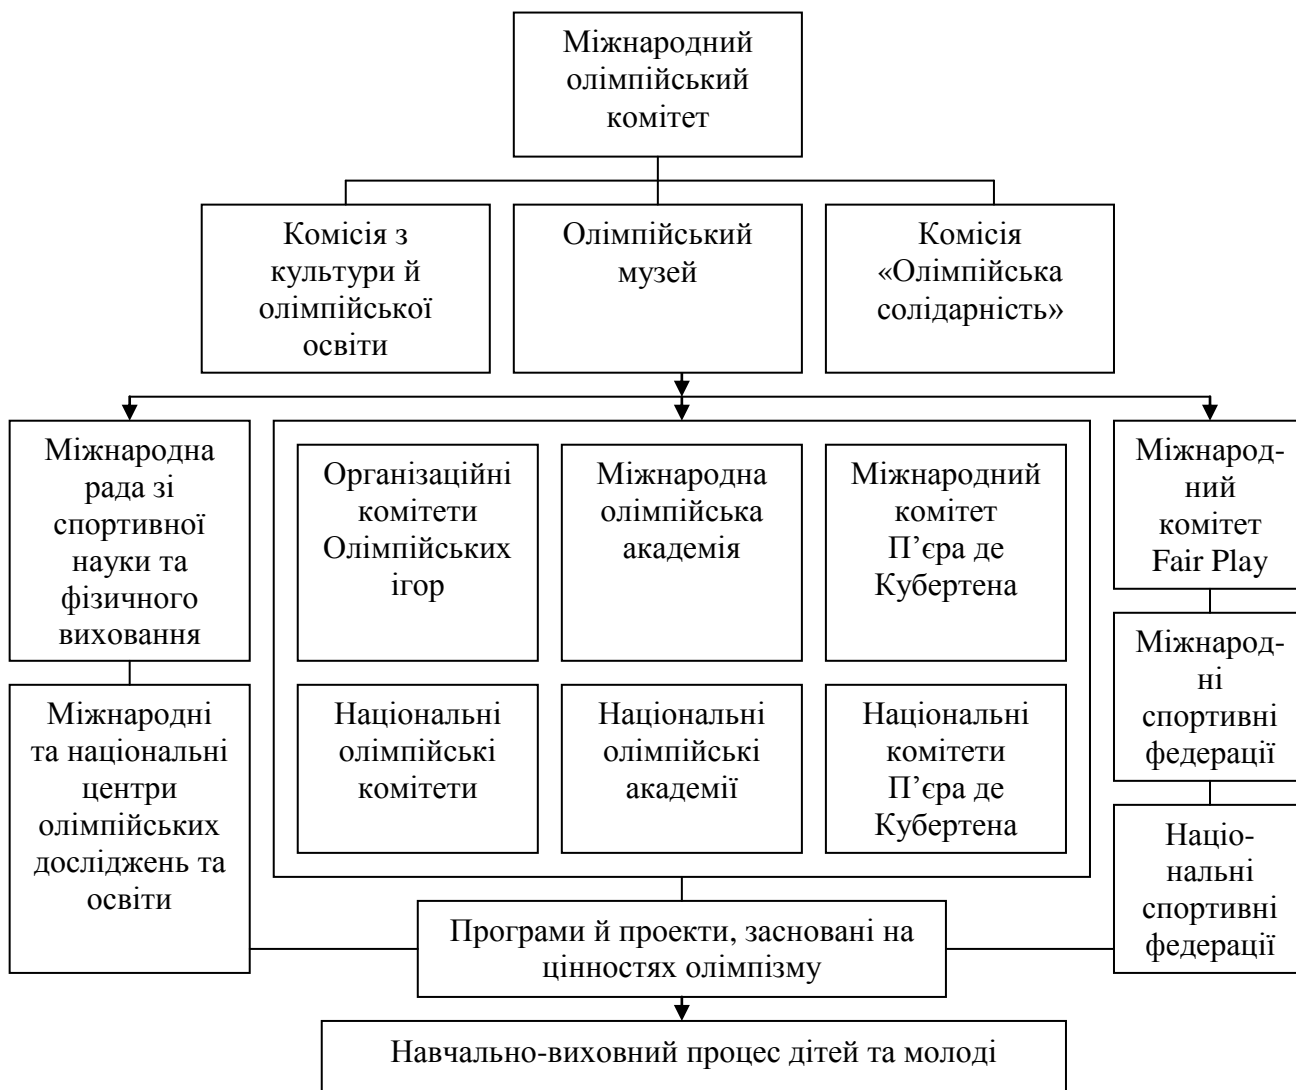 Міжнародний
олімпійський
комітет
Комісія з
культури й
олімпійської
освіти
Олімпійський
музей
Комісія
«Олімпійська
солідарність»
Міжнародна
рада зі
спортивної
науки та
фізичного
виховання
Організаційні
комітети
Олімпійських
ігор
Міжнародна
олімпійська
академія
Міжнародний
комітет
П’єра де
Кубертена
Міжнарод-
ний
комітет
Fair Play
Міжнародні
та національні
центри
олімпійських
досліджень та
освіти
Національні
олімпійські
комітети
Національні
олімпійські
академії
Національні
комітети
П’єра де
Кубертена
Міжнарод-
ні
спортивні
федерації
Націо-
нальні
спортивні
федерації
Програми й проекти, засновані на
цінностях олімпізму
Навчально-виховний процес дітей та молоді